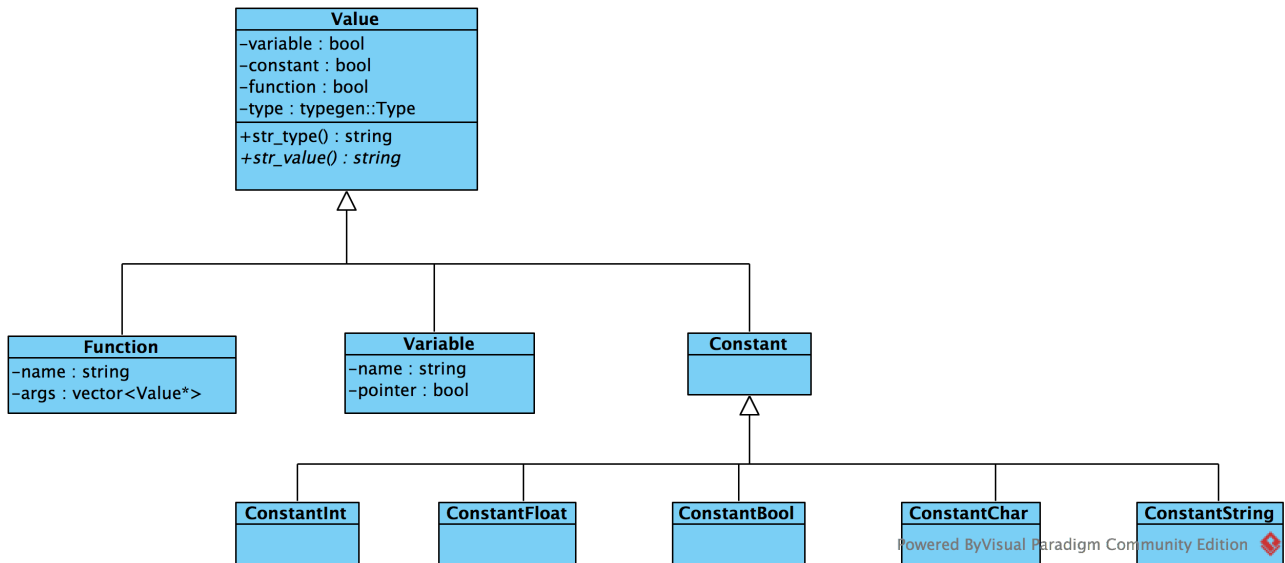 Value
-variable : bool
-constant : bool
-function : bool
-type : typegen::Type
+str_type() : string
+str_value() : string
Function
-name : string
-args : vector<Value*>
Variable
-name : string
-pointer : bool
Constant
ConstantInt
ConstantFloat
ConstantBool
ConstantChar
ConstantString
Powered ByVisual Paradigm Community Edition